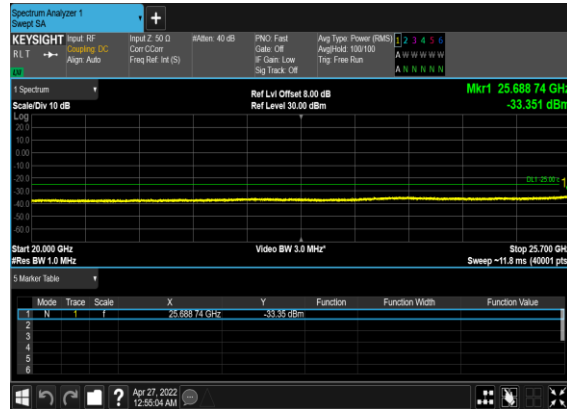 Spectrum Analyzer 1
Swept SA
+
KEYSIGHT Input: RF Input Z: 50 Ω #Atten: 40 dB PNO: Fast Avg Type: Power (RMS) 1 2 3 4 5 6
RLT Coupling: DC Corr CCorr Gate: Off Avg|Hold: 100/100 A W W W W W
Align: Auto Freq Ref: Int (S) IF Gain: Low Trig: Free Run
Sig Track: Off A N N N N N
1 Spectrum Ref Lvl Offset 8.00 dB Mkr1 25.688 74 GHz
Scale/Div 10 dB Ref Level 30.00 dBm -33.351 dBm
Log
20.0
10.0
0.00
-10.0
-20.0
DL1 -25.00
1
-30.0
-40.0
-50.0
-60.0
Start 20.000 GHz Video BW 3.0 MHz* Stop 25.700 GHz
#Res BW 1.0 MHz Sweep ~11.8 ms (40001 pts
5 Marker Table
Mode Trace Scale X Y Function Function Width Function Value
1 N 1 f 25.688 74 GHz -33.35 dBm
2
3
4
5
6
? Apr 27, 2022
12:55:04 AM